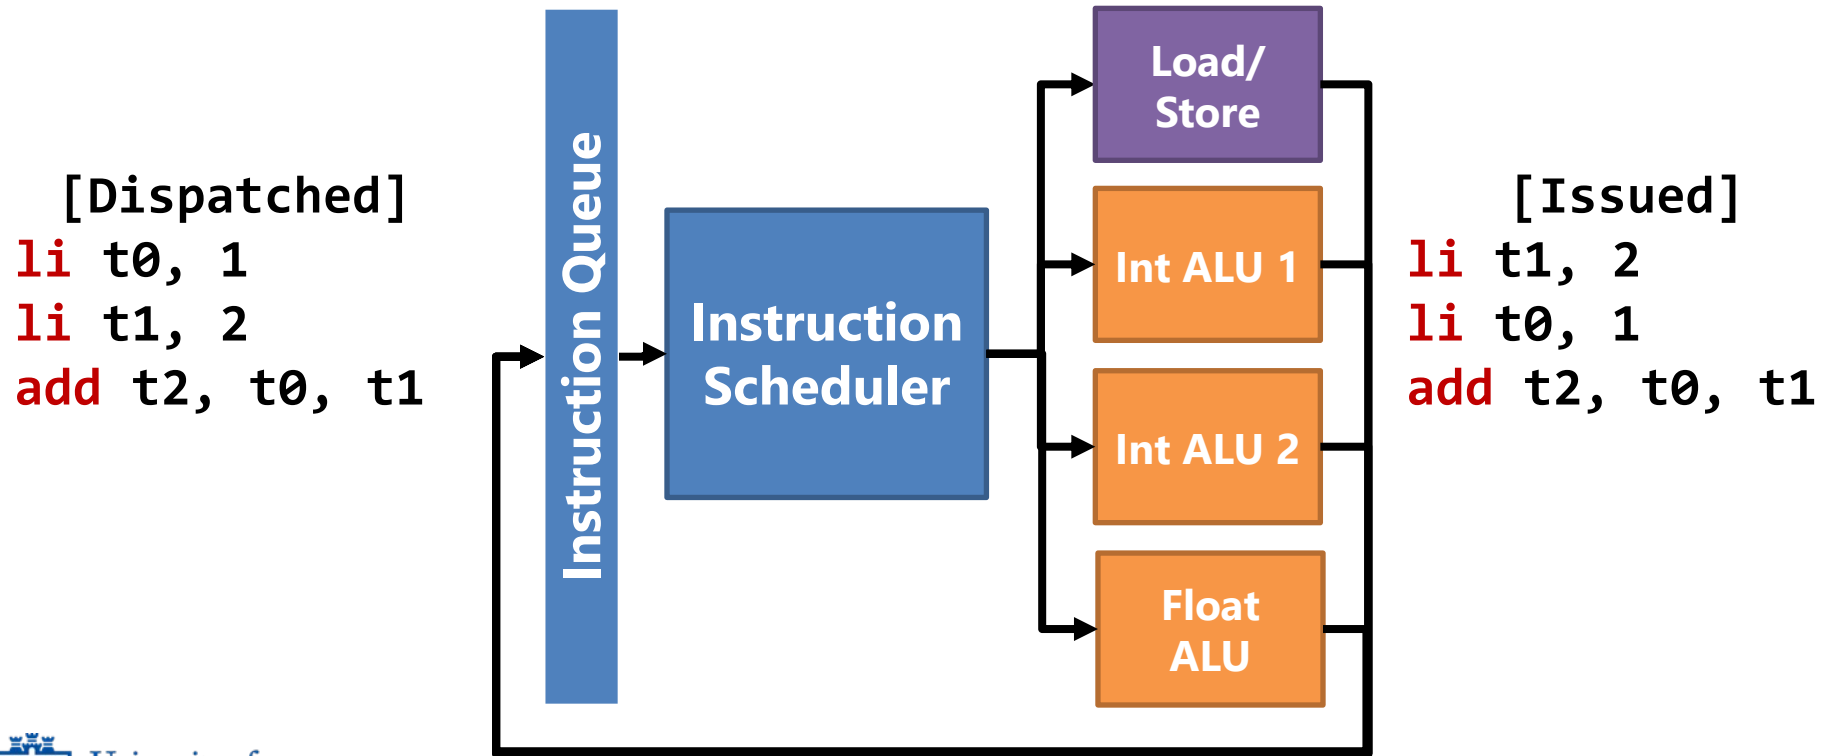 [Dispatched]
li t0, 1
li t1, 2
add t2, t0, t1
Instruction Queue
Instruction
Scheduler
Load/
Store
Int ALU 1
Int ALU 2
Float
ALU
[Issued]
li t1, 2
li t0, 1
add t2, t0, t1